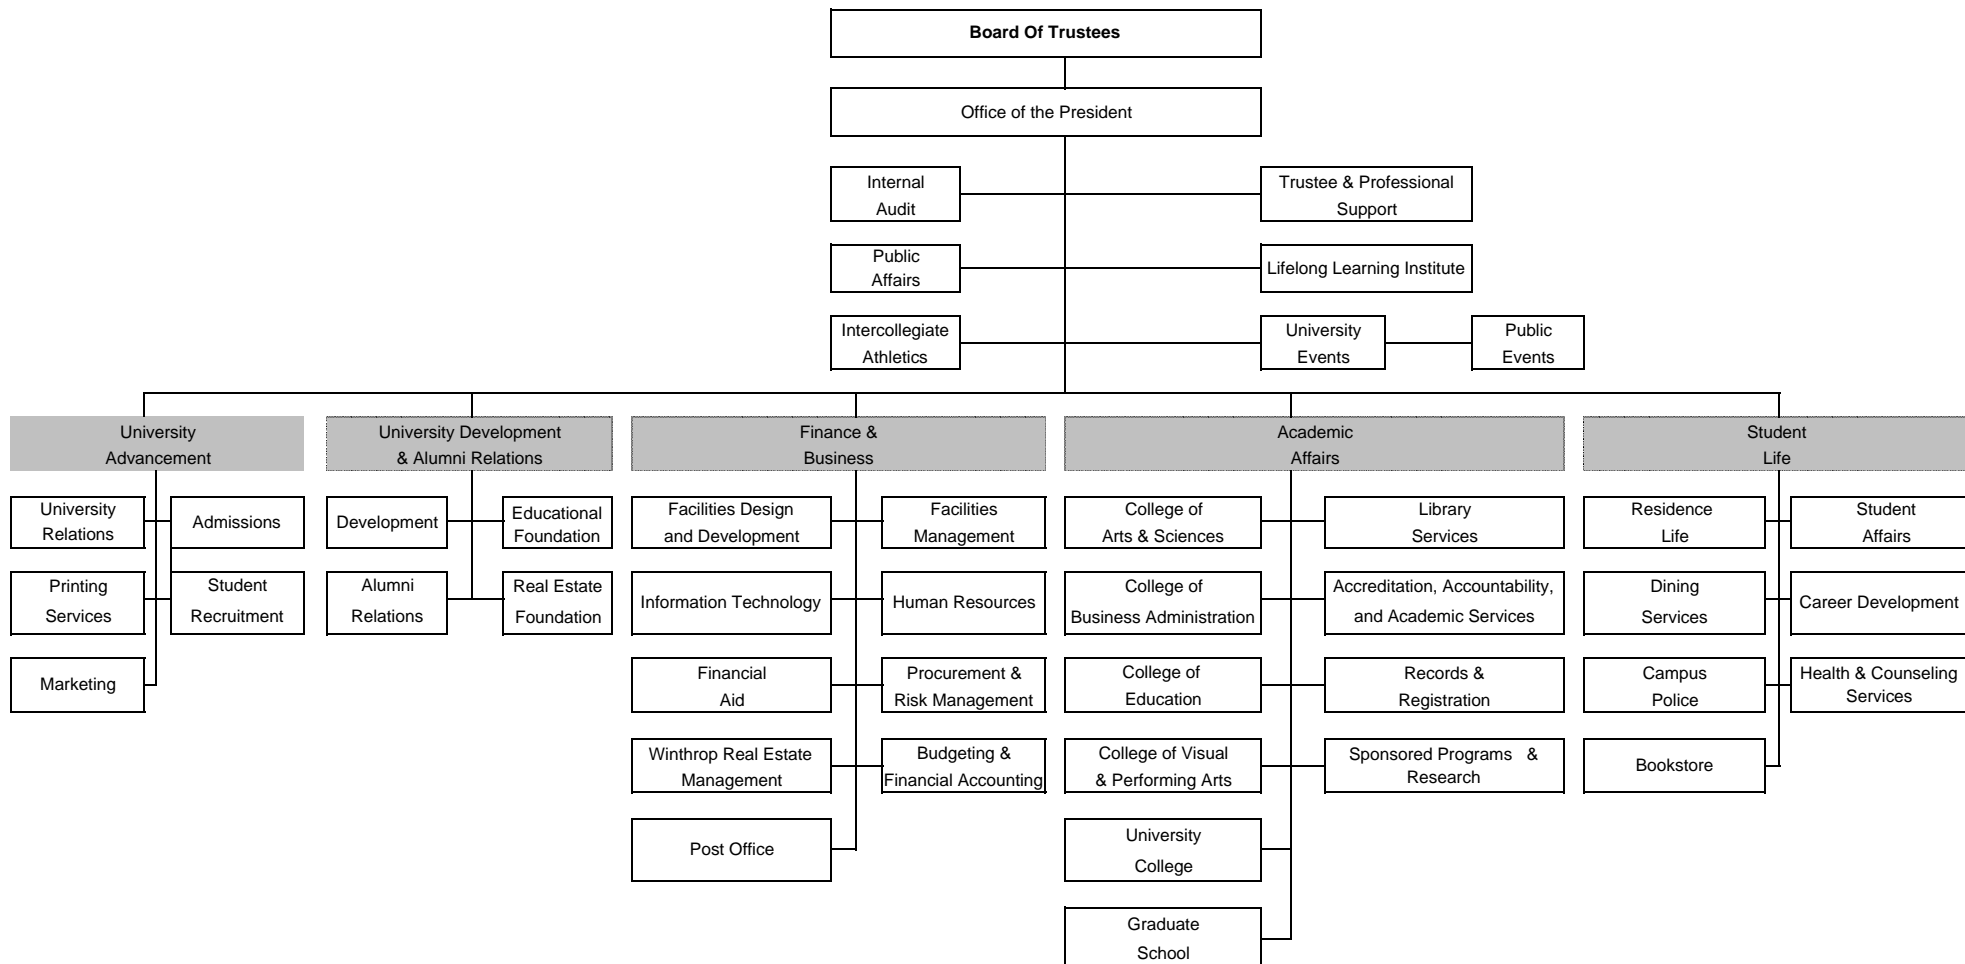 Board Of Trustees
Office of the President
Internal
Audit
Trustee & Professional
Support
Public
Affairs
Lifelong Learning Institute
Intercollegiate
Athletics
University
Events
Public
Events
University
Advancement
University Development
& Alumni Relations
Finance &
Business
Academic
Affairs
Student
Life
University
Relations
Admissions
Development
Educational
Foundation
Facilities Design
and Development
Facilities
Management
College of
Arts & Sciences
Library
Services
Residence
Life
Student
Affairs
Printing
Services
Student
Recruitment
Alumni
Relations
Real Estate
Foundation
Information Technology
Human Resources
College of
Business Administration
Accreditation, Accountability,
and Academic Services
Dining
Services
Career Development
Marketing
Financial
Aid
Procurement &
Risk Management
College of
Education
Records &
Registration
Campus
Police
Health & Counseling
Services
Winthrop Real Estate
Management
Budgeting &
Financial Accounting
College of Visual
& Performing Arts
Sponsored Programs &
Research
Bookstore
Post Office
University
College
Graduate
School